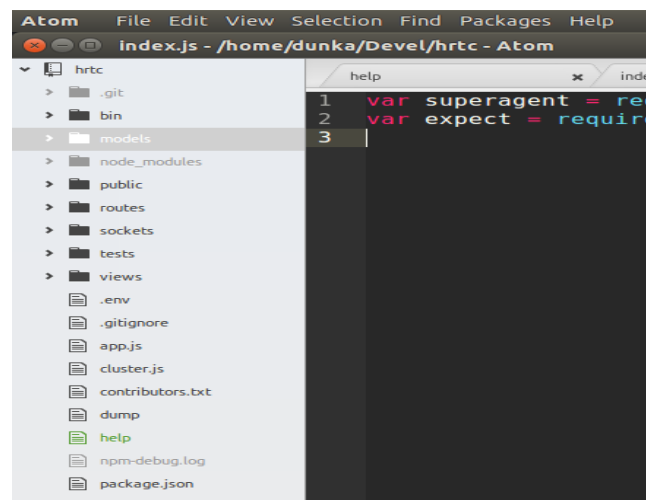 Atom File Edit View Selection Find Packages Help
index.js - /home/dunka/Devel/hrtc - Atom
hrtc
help
.git
1 var superagent =
bin
2 var expect =
models
3
node_modules
public
routes
sockets
tests
views
.env
.gitignore
app.js
cluster.js
contributors.txt
dump
help
npm-debug.log
package.json